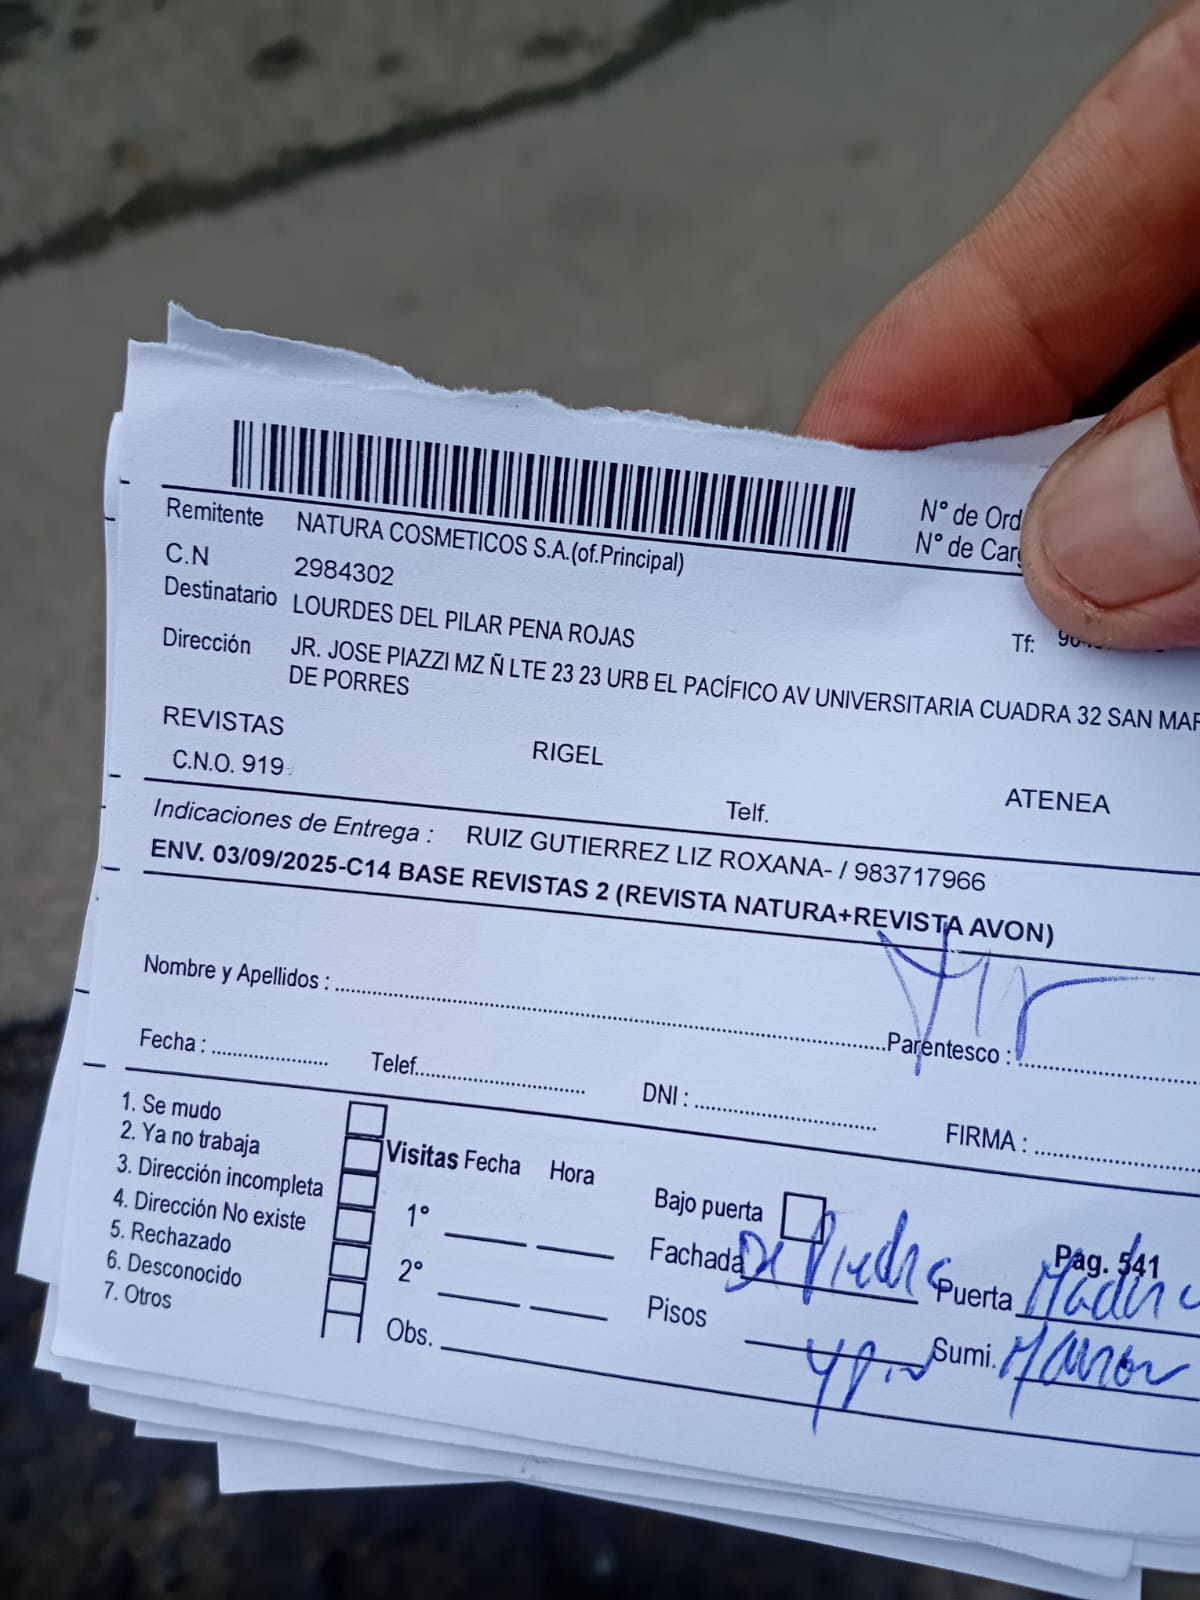 N° de Ord
N° de Car
Remitente NATURA COSMETICOS S.A.(of.Principal)
C.N 2984302
Destinatario LOURDES DEL PILAR PENA ROJAS Tf:
Dirección JR. JOSE PIAZZI MZ Ñ LTE 23 23 URB EL PACÍFICO AV UNIVERSITARIA CUADRA 32 SAN MAR
DE PORRES
REVISTAS RIGEL ATENEA
C.N.O. 919 Telf.
Indicaciones de Entrega : RUIZ GUTIERREZ LIZ ROXANA- / 983717966
ENV. 03/09/2025-C14 BASE REVISTAS 2 (REVISTA NATURA+REVISTA AVON)
Nombre y Apellidos : Parentesco :
Fecha : Telef. DNI : FIRMA :
1. Se mudo
2. Ya no trabaja
3. Dirección incompleta
4. Dirección No existe
5. Rechazado
6. Desconocido
7. Otros
Visitas Fecha Hora
1°
2°
Obs.
Bajo puerta
Fachada De Piedra Puerta Madera
Pag. 541
Pisos Sumi. Marron